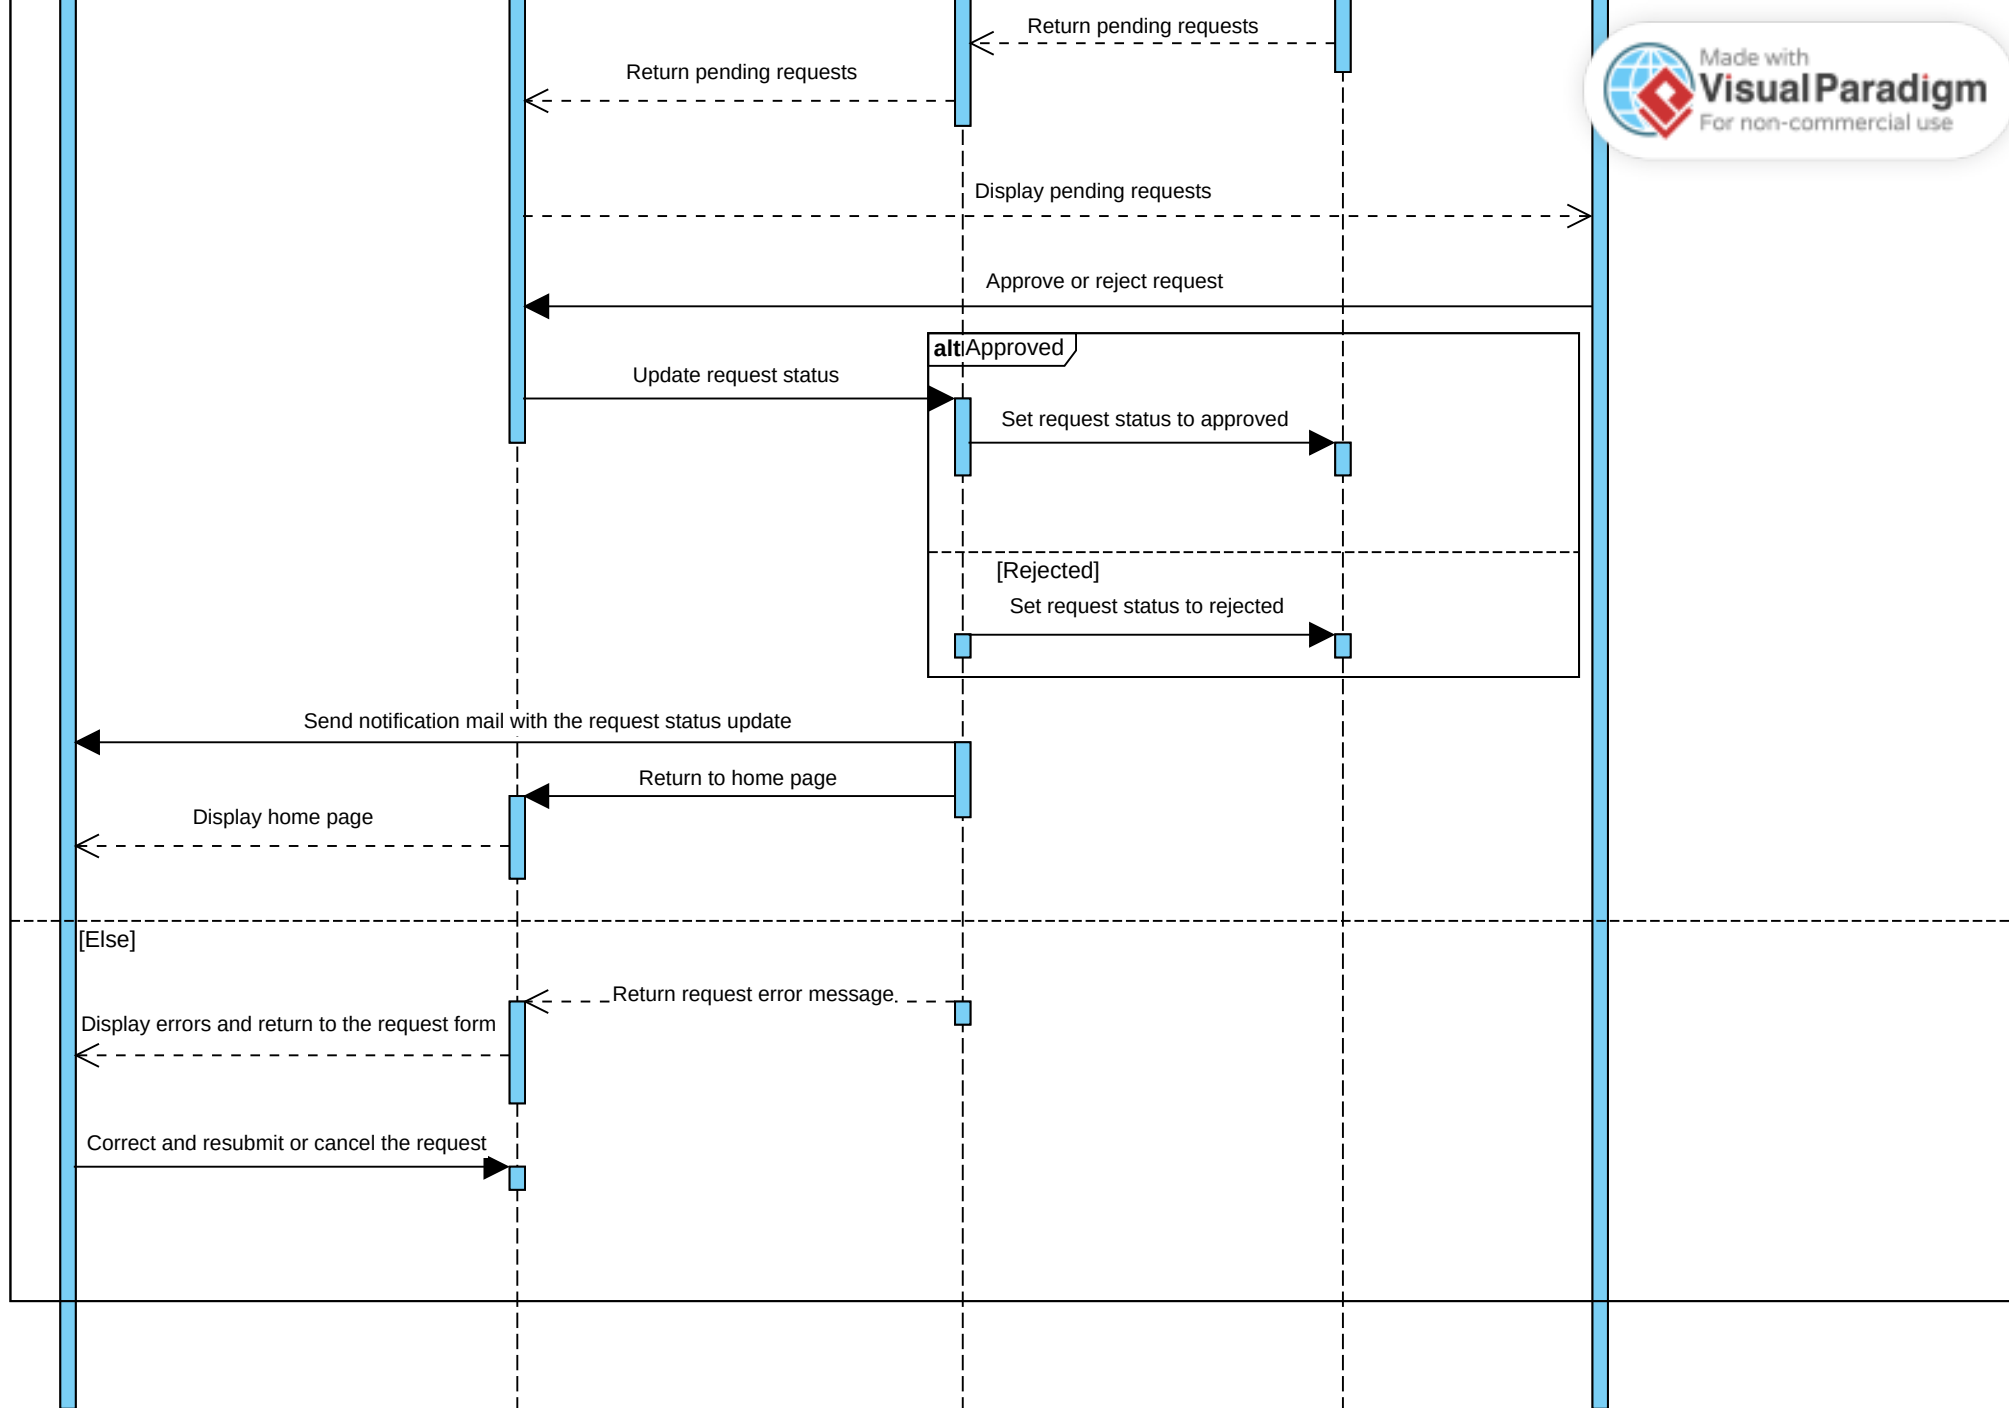 Return pending requests
Made with
Visual Paradigm
For non-commercial use
Return pending requests
Display pending requests
Approve or reject request
alt Approved
Update request status
Set request status to approved
[Rejected]
Set request status to rejected
Send notification mail with the request status update
Return to home page
Display home page
[Else]
Return request error message
Display errors and return to the request form
Correct and resubmit or cancel the request